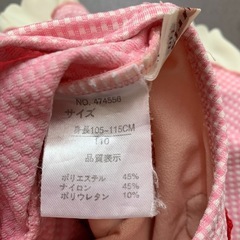 NO. 474556
サイズ
身長105-115CM
110
品質表示
ポリエステル 45%
ナイロン 45%
ポリウレタン 10%